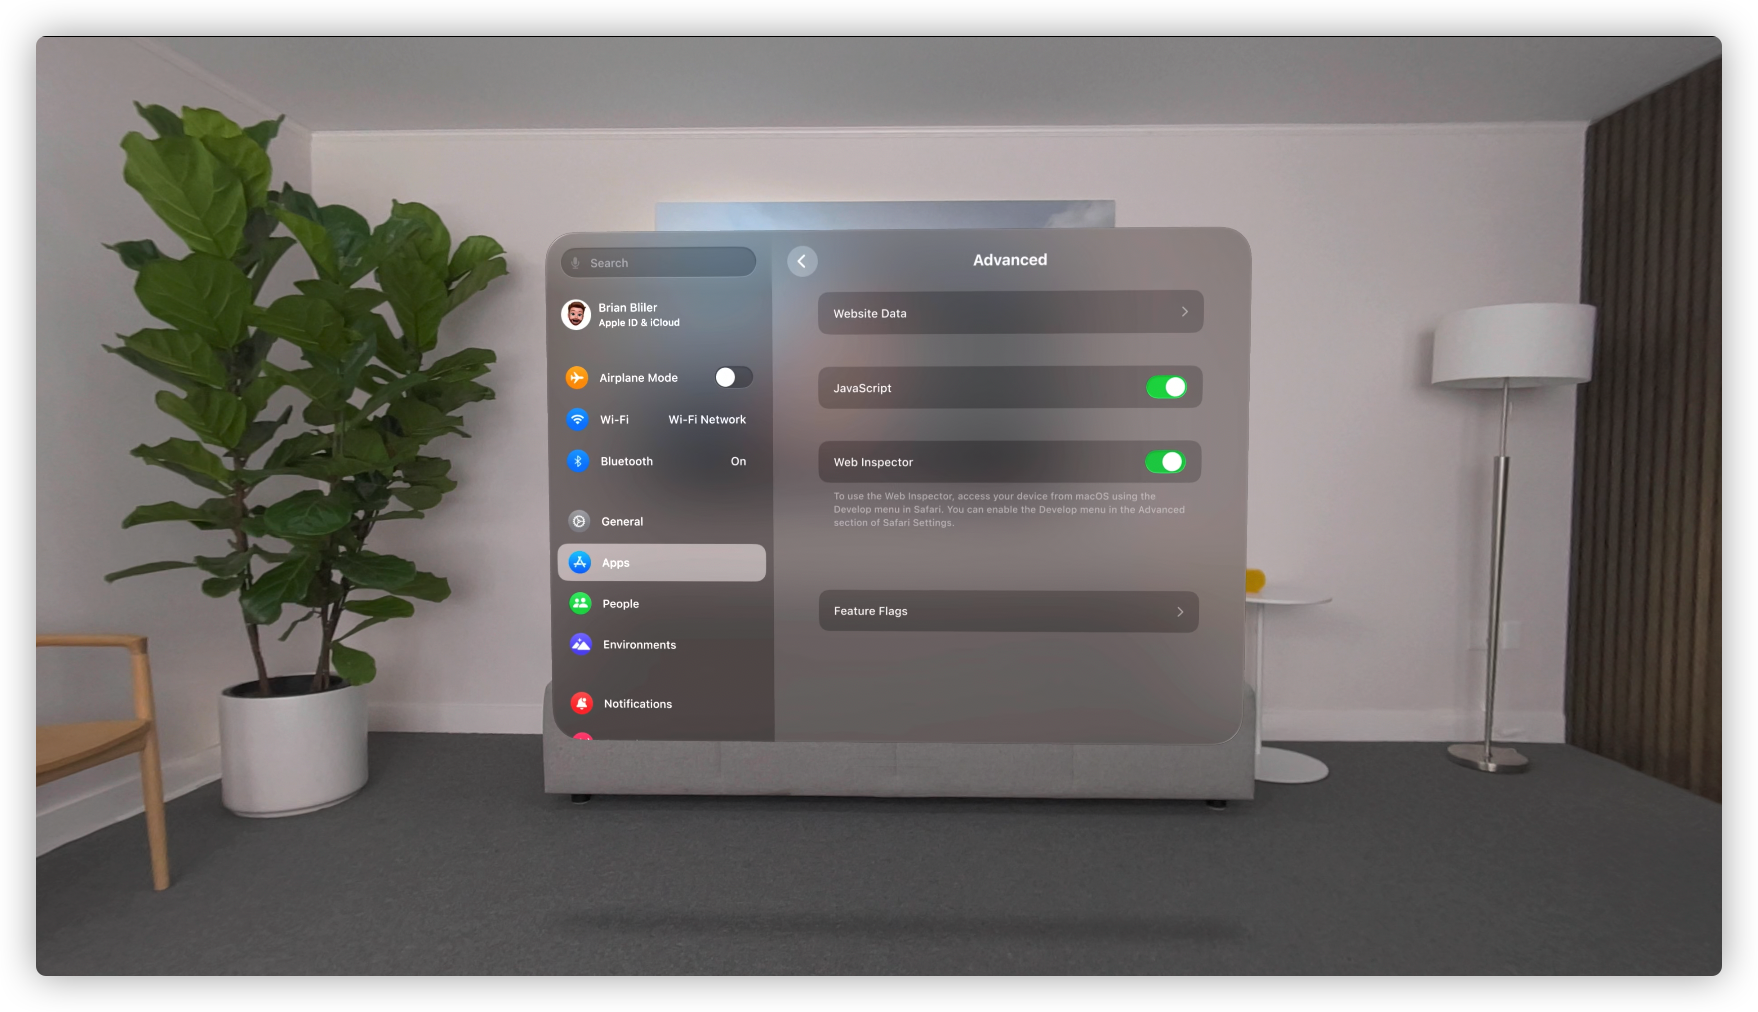 Search
Brian Bliler
Apple ID & iCloud
Airplane Mode
Wi-Fi Wi-Fi Network
Bluetooth On
General
Apps
People
Environments
Notifications
Advanced
Website Data
JavaScript
Web Inspector
To use the Web Inspector, access your device from macOS using the
Develop menu in Safari. You can enable the Develop menu in the Advanced
section of Safari Settings.
Feature Flags